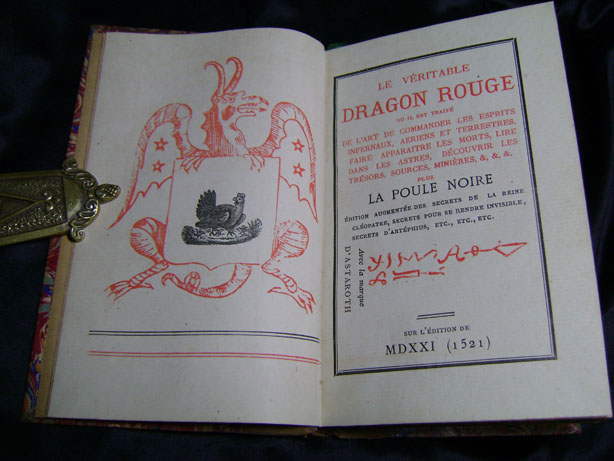 LE VÉRITABLE
DRAGON ROUGE
OU IL EST TRAITÉ
DE L'ART DE COMMANDER LES ESPRITS
INFERNAUX, AERIENS ET TERRESTRES,
FAIRE APPARAITRE LES MORTS, LIRE
DANS LES ASTRES, DÉCOUVRIR LES
TRÉSORS, SOURCES, MINIÈRES, &, &, &.
PLUS
LA POULE NOIRE
ÉDITION AUGMENTÉE DES SECRETS DE LA REINE
CLÉOPATRE, SECRETS POUR SE RENDRE INVISIBLE,
SECRETS D'ARTÉPHIUS, ETC., ETC., ETC.
Avec la marque
D'ASTAROTH
SUR L'ÉDITION DE
MDXXI (1521)